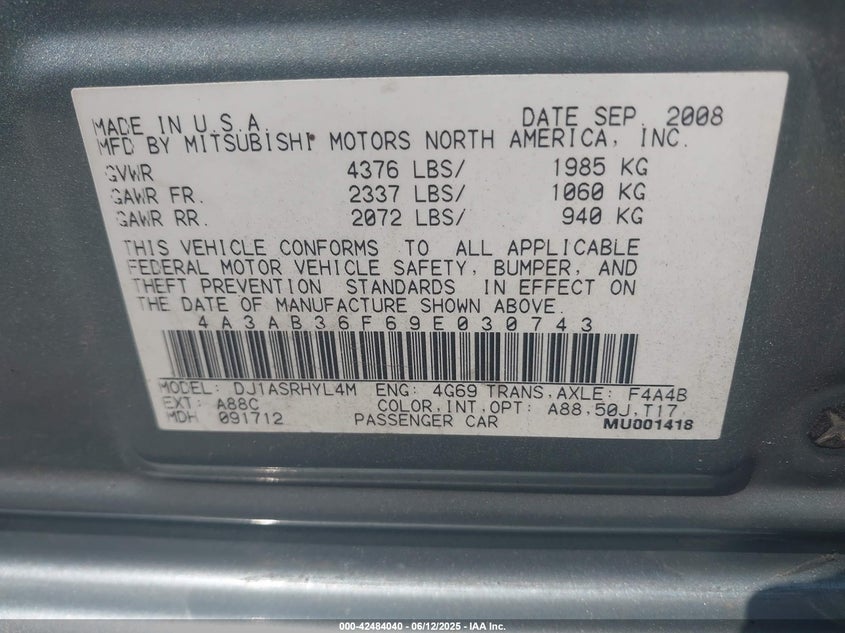 MADE IN U.S.A. DATE SEP. 2008
MFD BY MITSUBISHI MOTORS NORTH AMERICA, INC.
GVWR 4376 LBS/ 1985 KG
GAWR FR. 2337 LBS/ 1060 KG
GAWR RR. 2072 LBS/ 940 KG
THIS VEHICLE CONFORMS TO ALL APPLICABLE
FEDERAL MOTOR VEHICLE SAFETY, BUMPER, AND
THEFT PREVENTION STANDARDS IN EFFECT ON
THE DATE OF MANUFACTURE SHOWN ABOVE.
4A3AB36F69E030743
MODEL: DJ1ASRHYL4M ENG: 4G69 TRANS,AXLE: F4A4B
EXT: A88C COLOR,INT,OPT: A88,50J,T17
MDH 091712 PASSENGER CAR MU001418
000-42484040 - 06/12/2025 - IAA Inc.